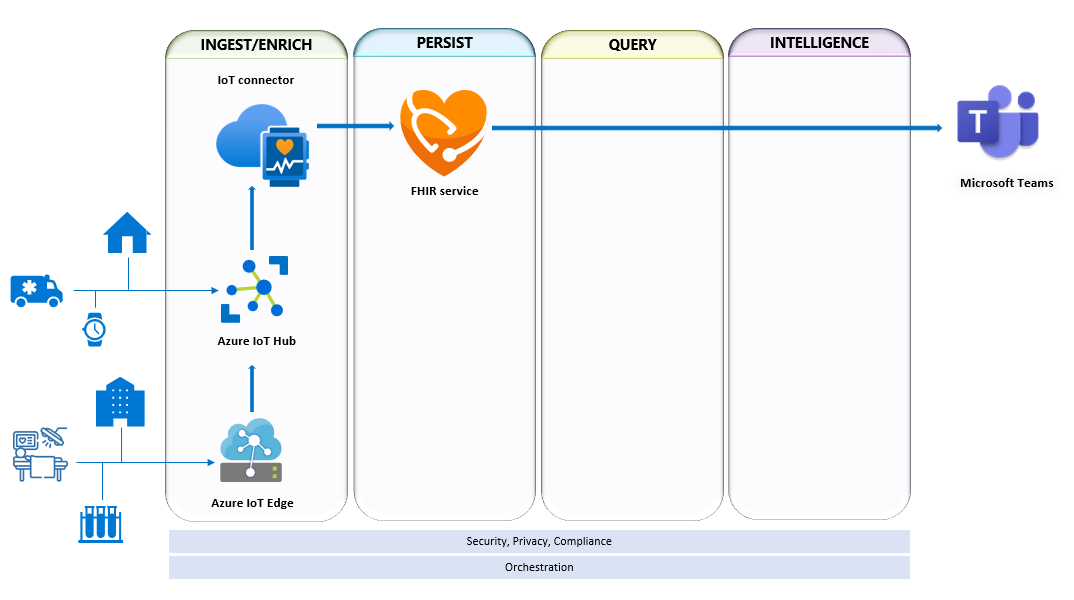 INGEST/ENRICH
PERSIST
QUERY
INTELLIGENCE
IoT connector
FHIR service
T
Microsoft Teams
Azure IoT Hub
Azure IoT Edge
Security, Privacy, Compliance
Orchestration